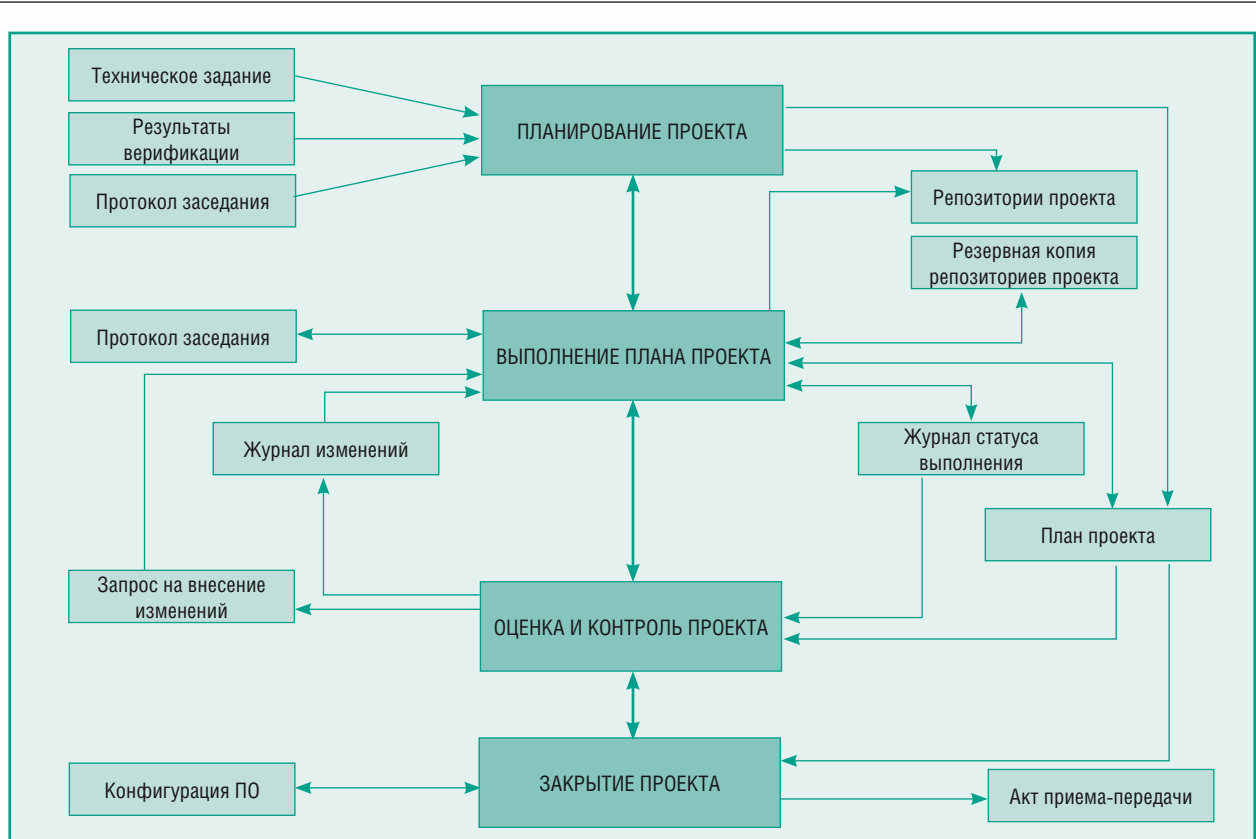 Техническое задание
ПЛАНИРОВАНИЕ ПРОЕКТА
Результаты
верификации
Протокол заседания
Репозитории проекта
Резервная копия
репозиториев проекта
Протокол заседания
ВЫПОЛНЕНИЕ ПЛАНА ПРОЕКТА
Журнал изменений
Журнал статуса
выполнения
План проекта
Запрос на внесение
изменений
ОЦЕНКА И КОНТРОЛЬ ПРОЕКТА
Конфигурация ПО
ЗАКРЫТИЕ ПРОЕКТА
Акт приема-передачи